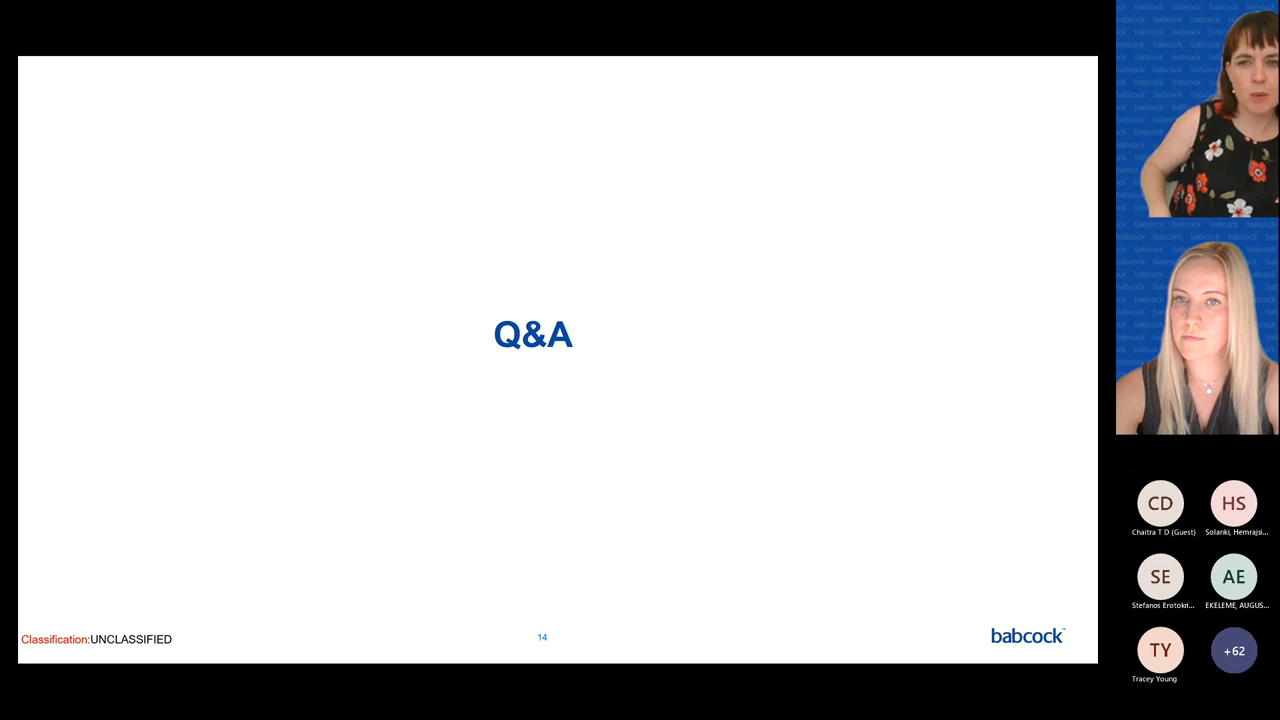 Q&A
Classification:UNCLASSIFIED
14
babcock™
CD
HS
Chaitra T D (Guest)
Solanki, Hemrajsi...
SE
AE
Stefanos Erotokri...
EKELEME, AUGUS...
TY
+62
Tracey Young